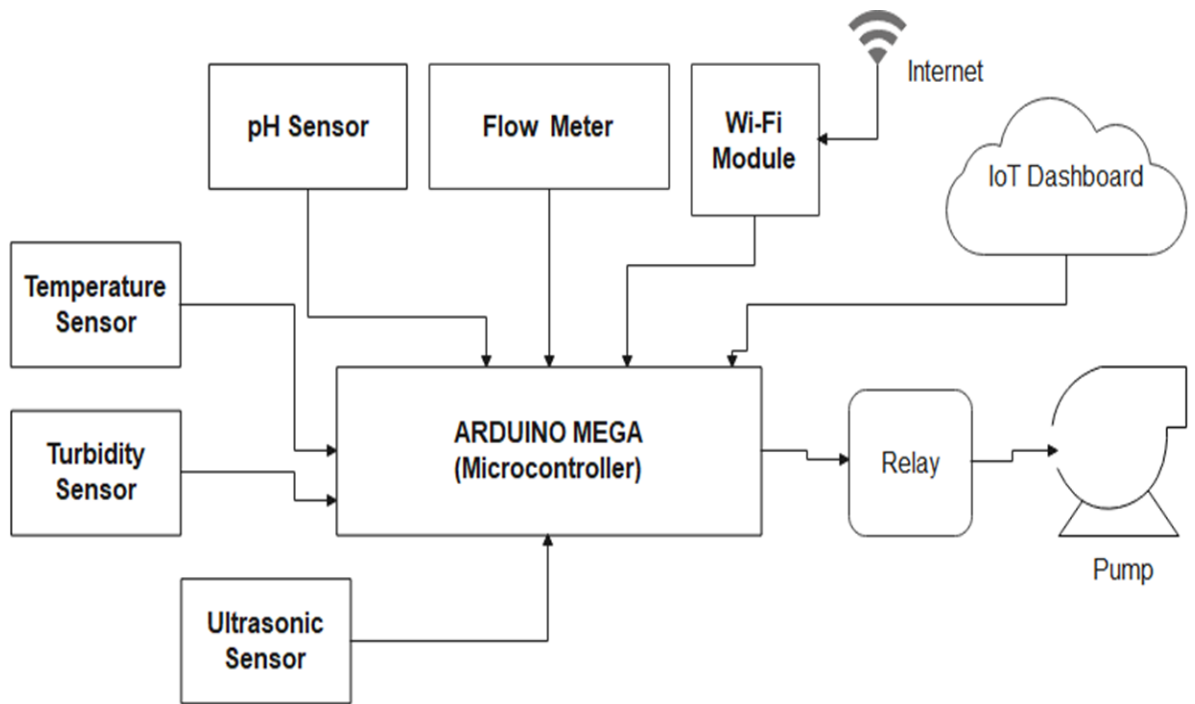 Internet
pH Sensor
Flow Meter
Wi-Fi
Module
IoT Dashboard
Temperature
Sensor
Turbidity
Sensor
ARDUINO MEGA
(Microcontroller)
Relay
Pump
Ultrasonic
Sensor